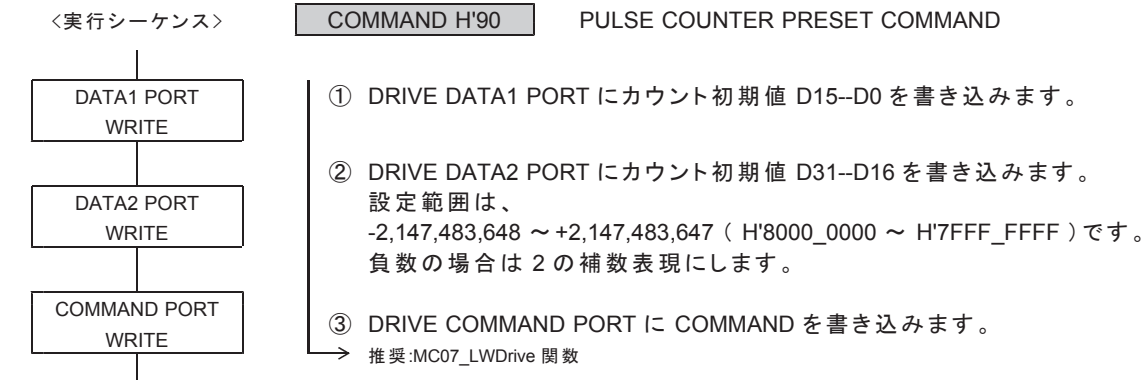 <実行シーケンス>
COMMAND H'90 PULSE COUNTER PRESET COMMAND
DATA1 PORT
WRITE
① DRIVE DATA1 PORT にカウント初期値 D15--D0 を書き込みます。
DATA2 PORT
WRITE
② DRIVE DATA2 PORT にカウント初期値 D31--D16 を書き込みます。
設定範囲は、
-2,147,483,648 ～ +2,147,483,647 ( H'8000_0000 ～ H'7FFF_FFFF ) です。
負数の場合は 2 の補数表現にします。
COMMAND PORT
WRITE
③ DRIVE COMMAND PORT に COMMAND を書き込みます。
推奨:MC07_LWDrive 関数